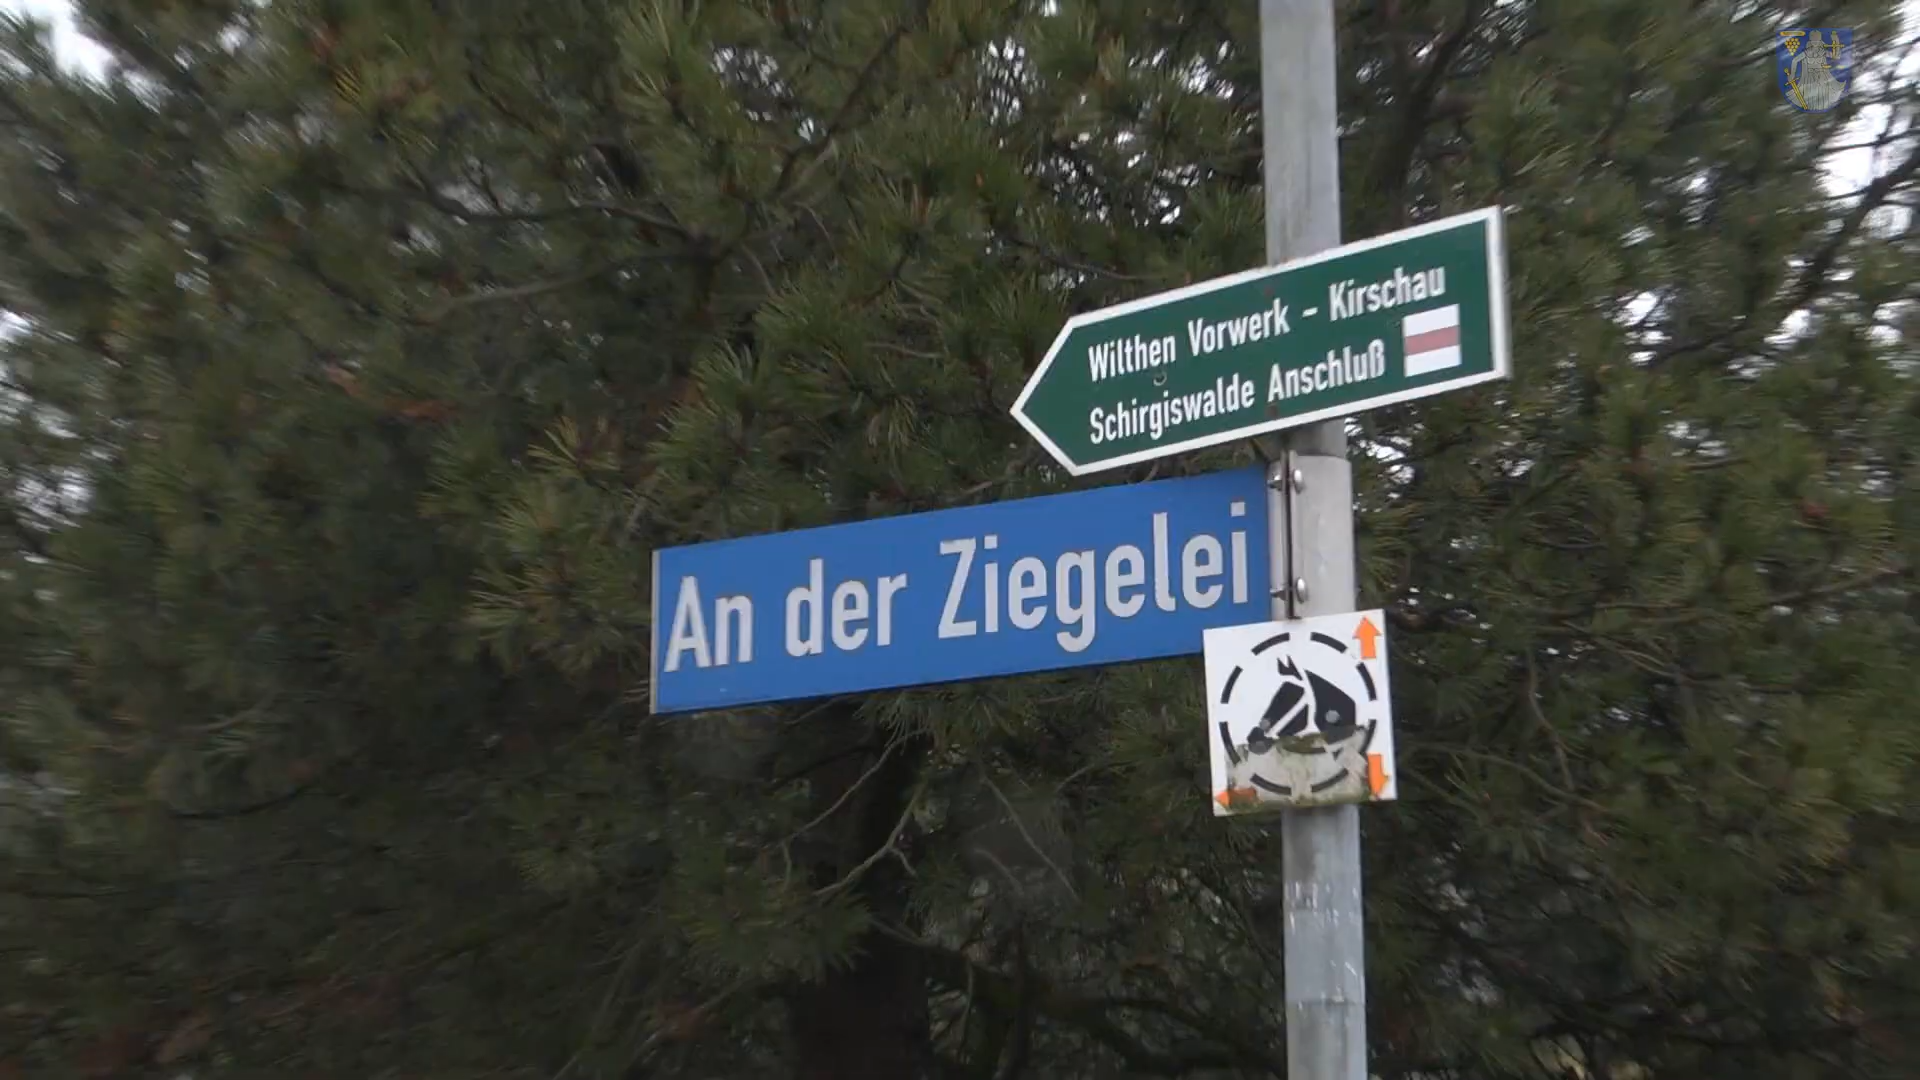 Wilthen Vorwerk - Kirschau
Schirgiswalde Anschluß
An der Ziegelei